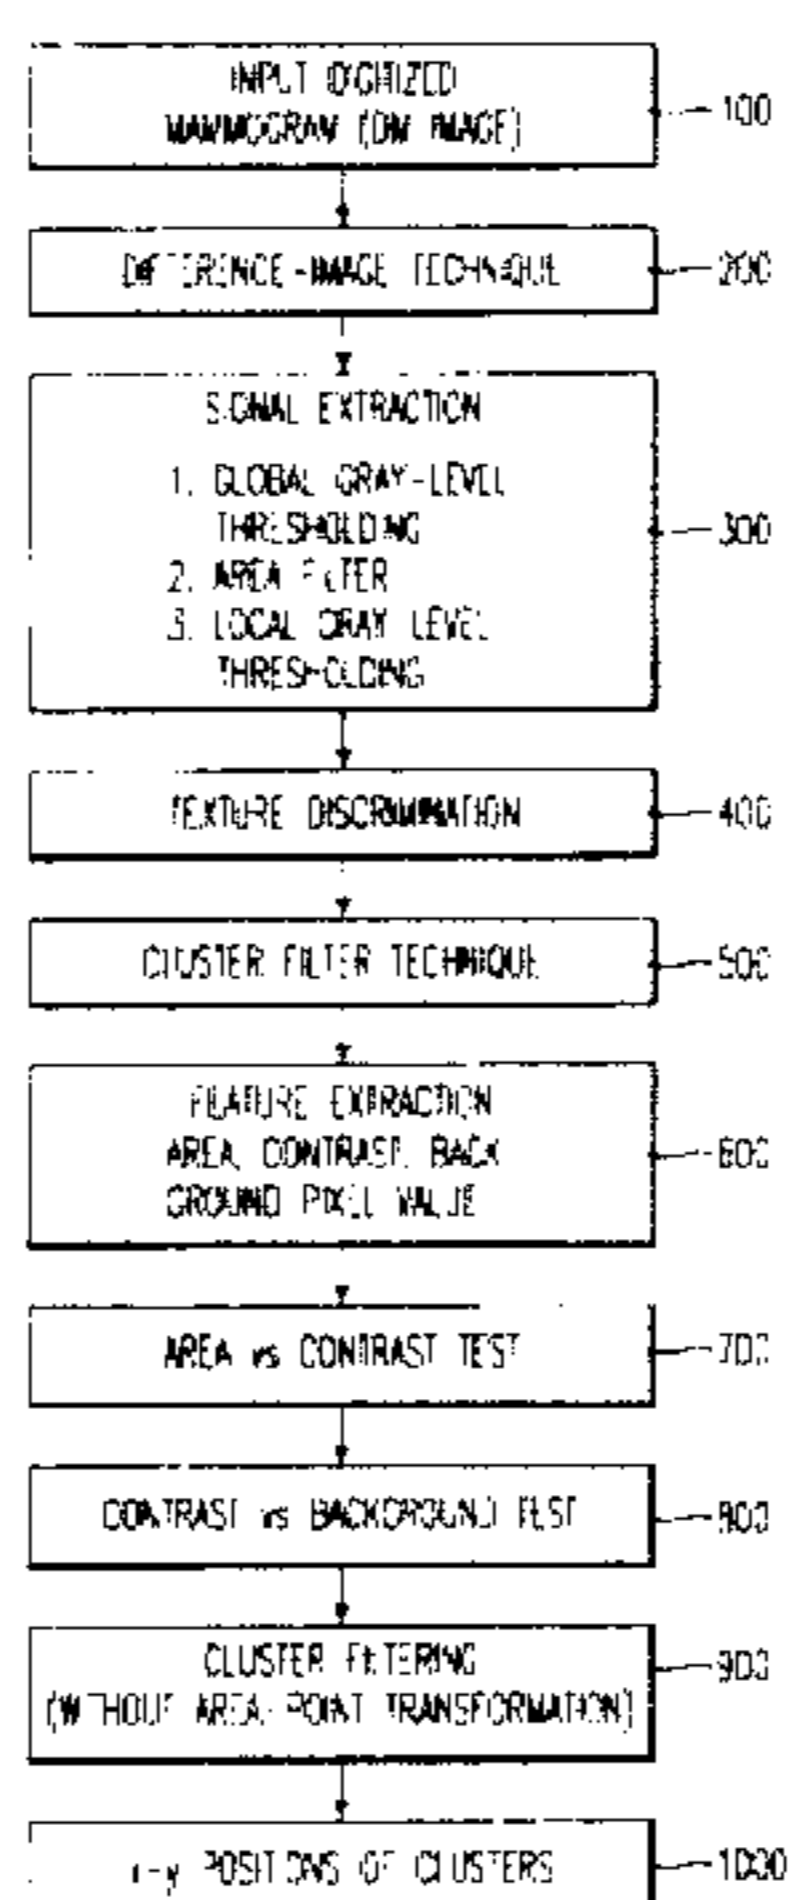 INPUT DIGITIZED
MAMMOGRAM (DM IMAGE)
100
DIFFERENCE-IMAGE TECHNIQUE
200
SIGNAL EXTRACTION
1. GLOBAL GRAY-LEVEL
THRESHOLDING
2. AREA FILTER
3. LOCAL GRAY LEVEL
THRESHOLDING
300
TEXTURE DISCRIMINATION
400
CLUSTER FILTER TECHNIQUE
500
FEATURE EXTRACTION
AREA, CONTRAST, BACK
GROUND PIXEL VALUE
600
AREA vs CONTRAST TEST
700
CONTRAST vs BACKGROUND TEST
800
CLUSTER FILTERING
(WITHOUT AREA-POINT TRANSFORMATION)
900
x-y POSITIONS OF CLUSTERS
1000